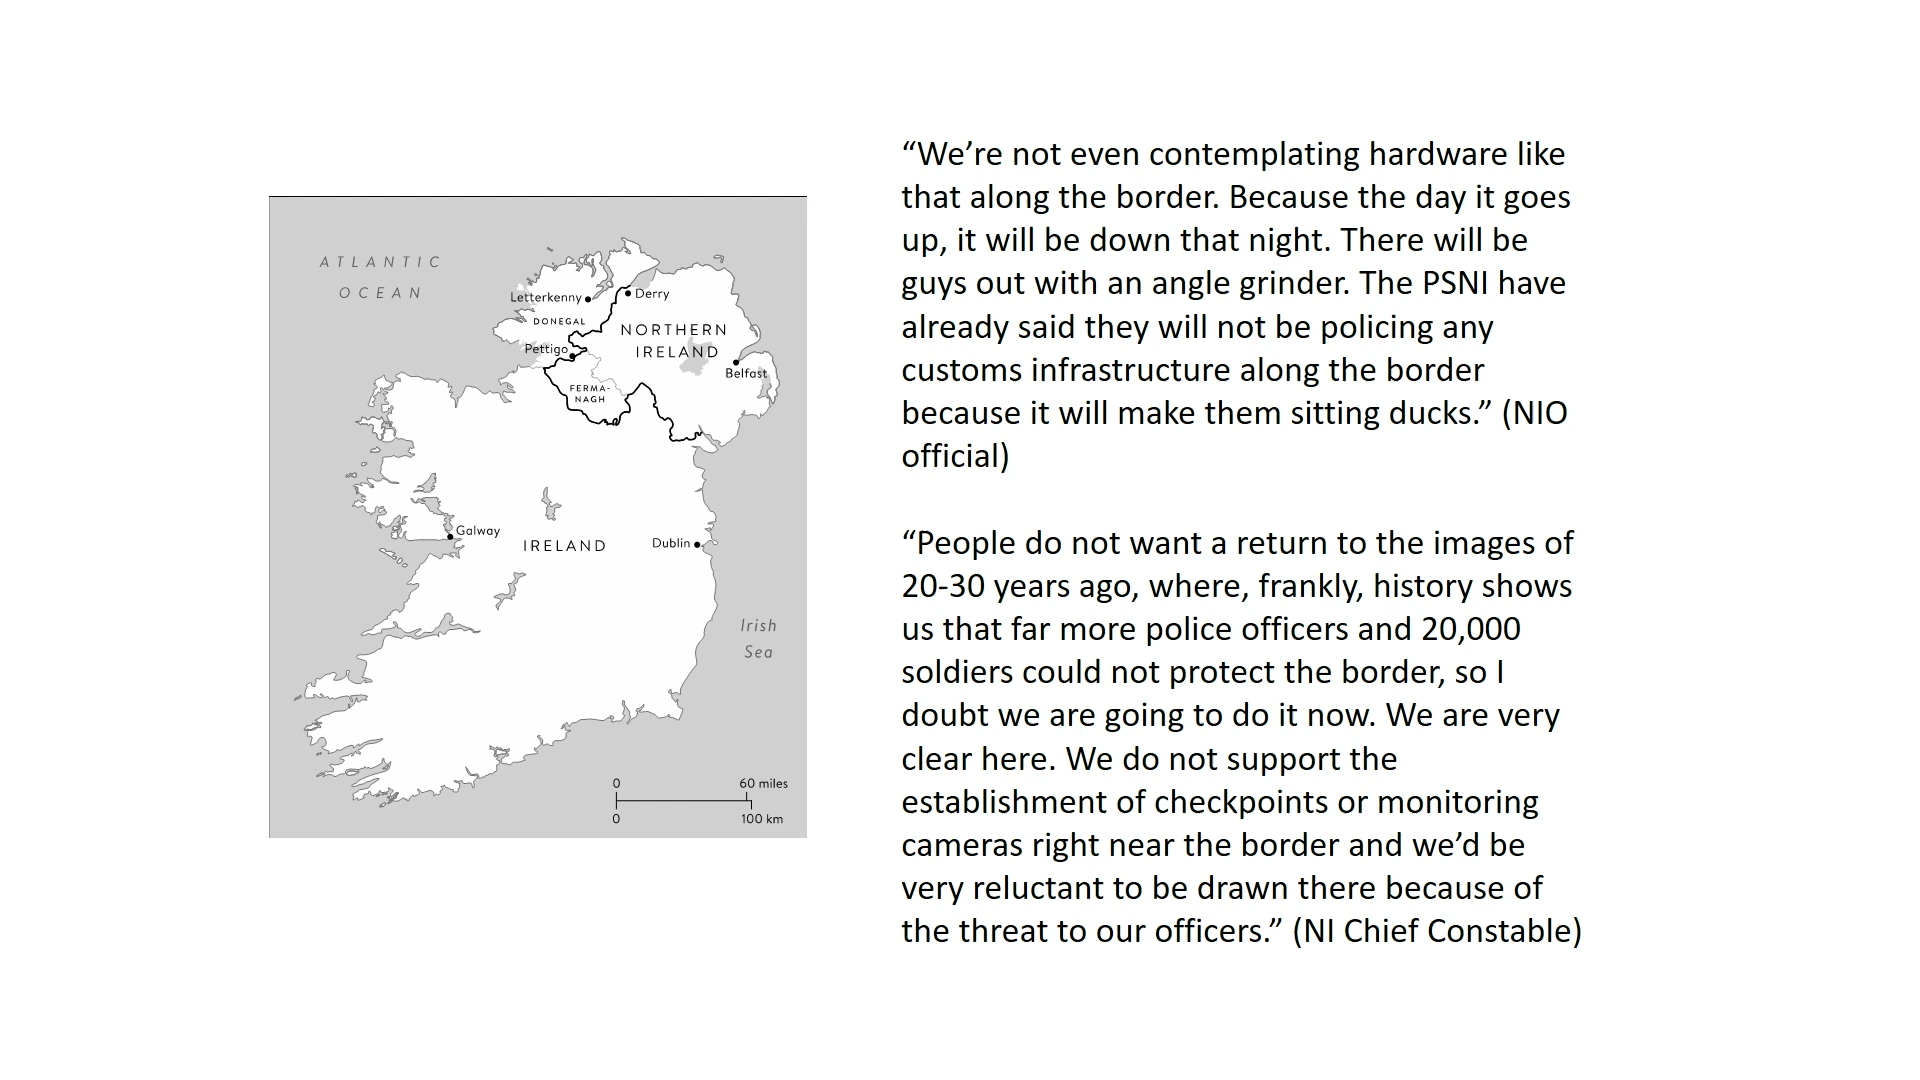 ATLANTIC
OCEAN
Letterkenny
Derry
DONEGAL
NORTHERN
IRELAND
Pettigo
Belfast
FERMA-
NAGH
Galway
IRELAND
Dublin
Irish
Sea
0
60 miles
0
100 km
“We’re not even contemplating hardware like
that along the border. Because the day it goes
up, it will be down that night. There will be
guys out with an angle grinder. The PSNI have
already said they will not be policing any
customs infrastructure along the border
because it will make them sitting ducks.” (NIO
official)
“People do not want a return to the images of
20-30 years ago, where, frankly, history shows
us that far more police officers and 20,000
soldiers could not protect the border, so I
doubt we are going to do it now. We are very
clear here. We do not support the
establishment of checkpoints or monitoring
cameras right near the border and we’d be
very reluctant to be drawn there because of
the threat to our officers.” (NI Chief Constable)